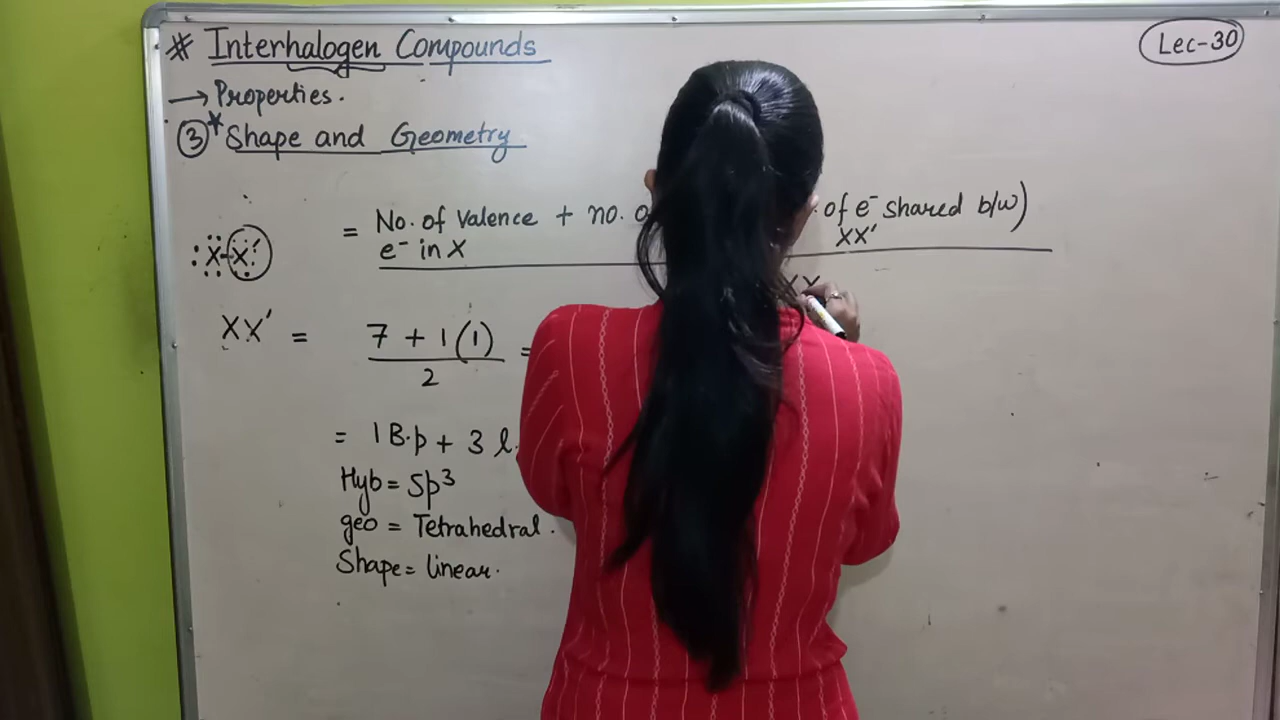 # Interhalogen Compounds
Lec-30
→ Properties.
③* Shape and Geometry
= No. of Valence + no. of e⁻ shared b/w)
e⁻ in X XX'
:X-X'
XX' = 7 + 1(1) =
2
= 1 B.p + 3 l.
Hyb = sp³
geo = Tetrahedral.
Shape = linear.